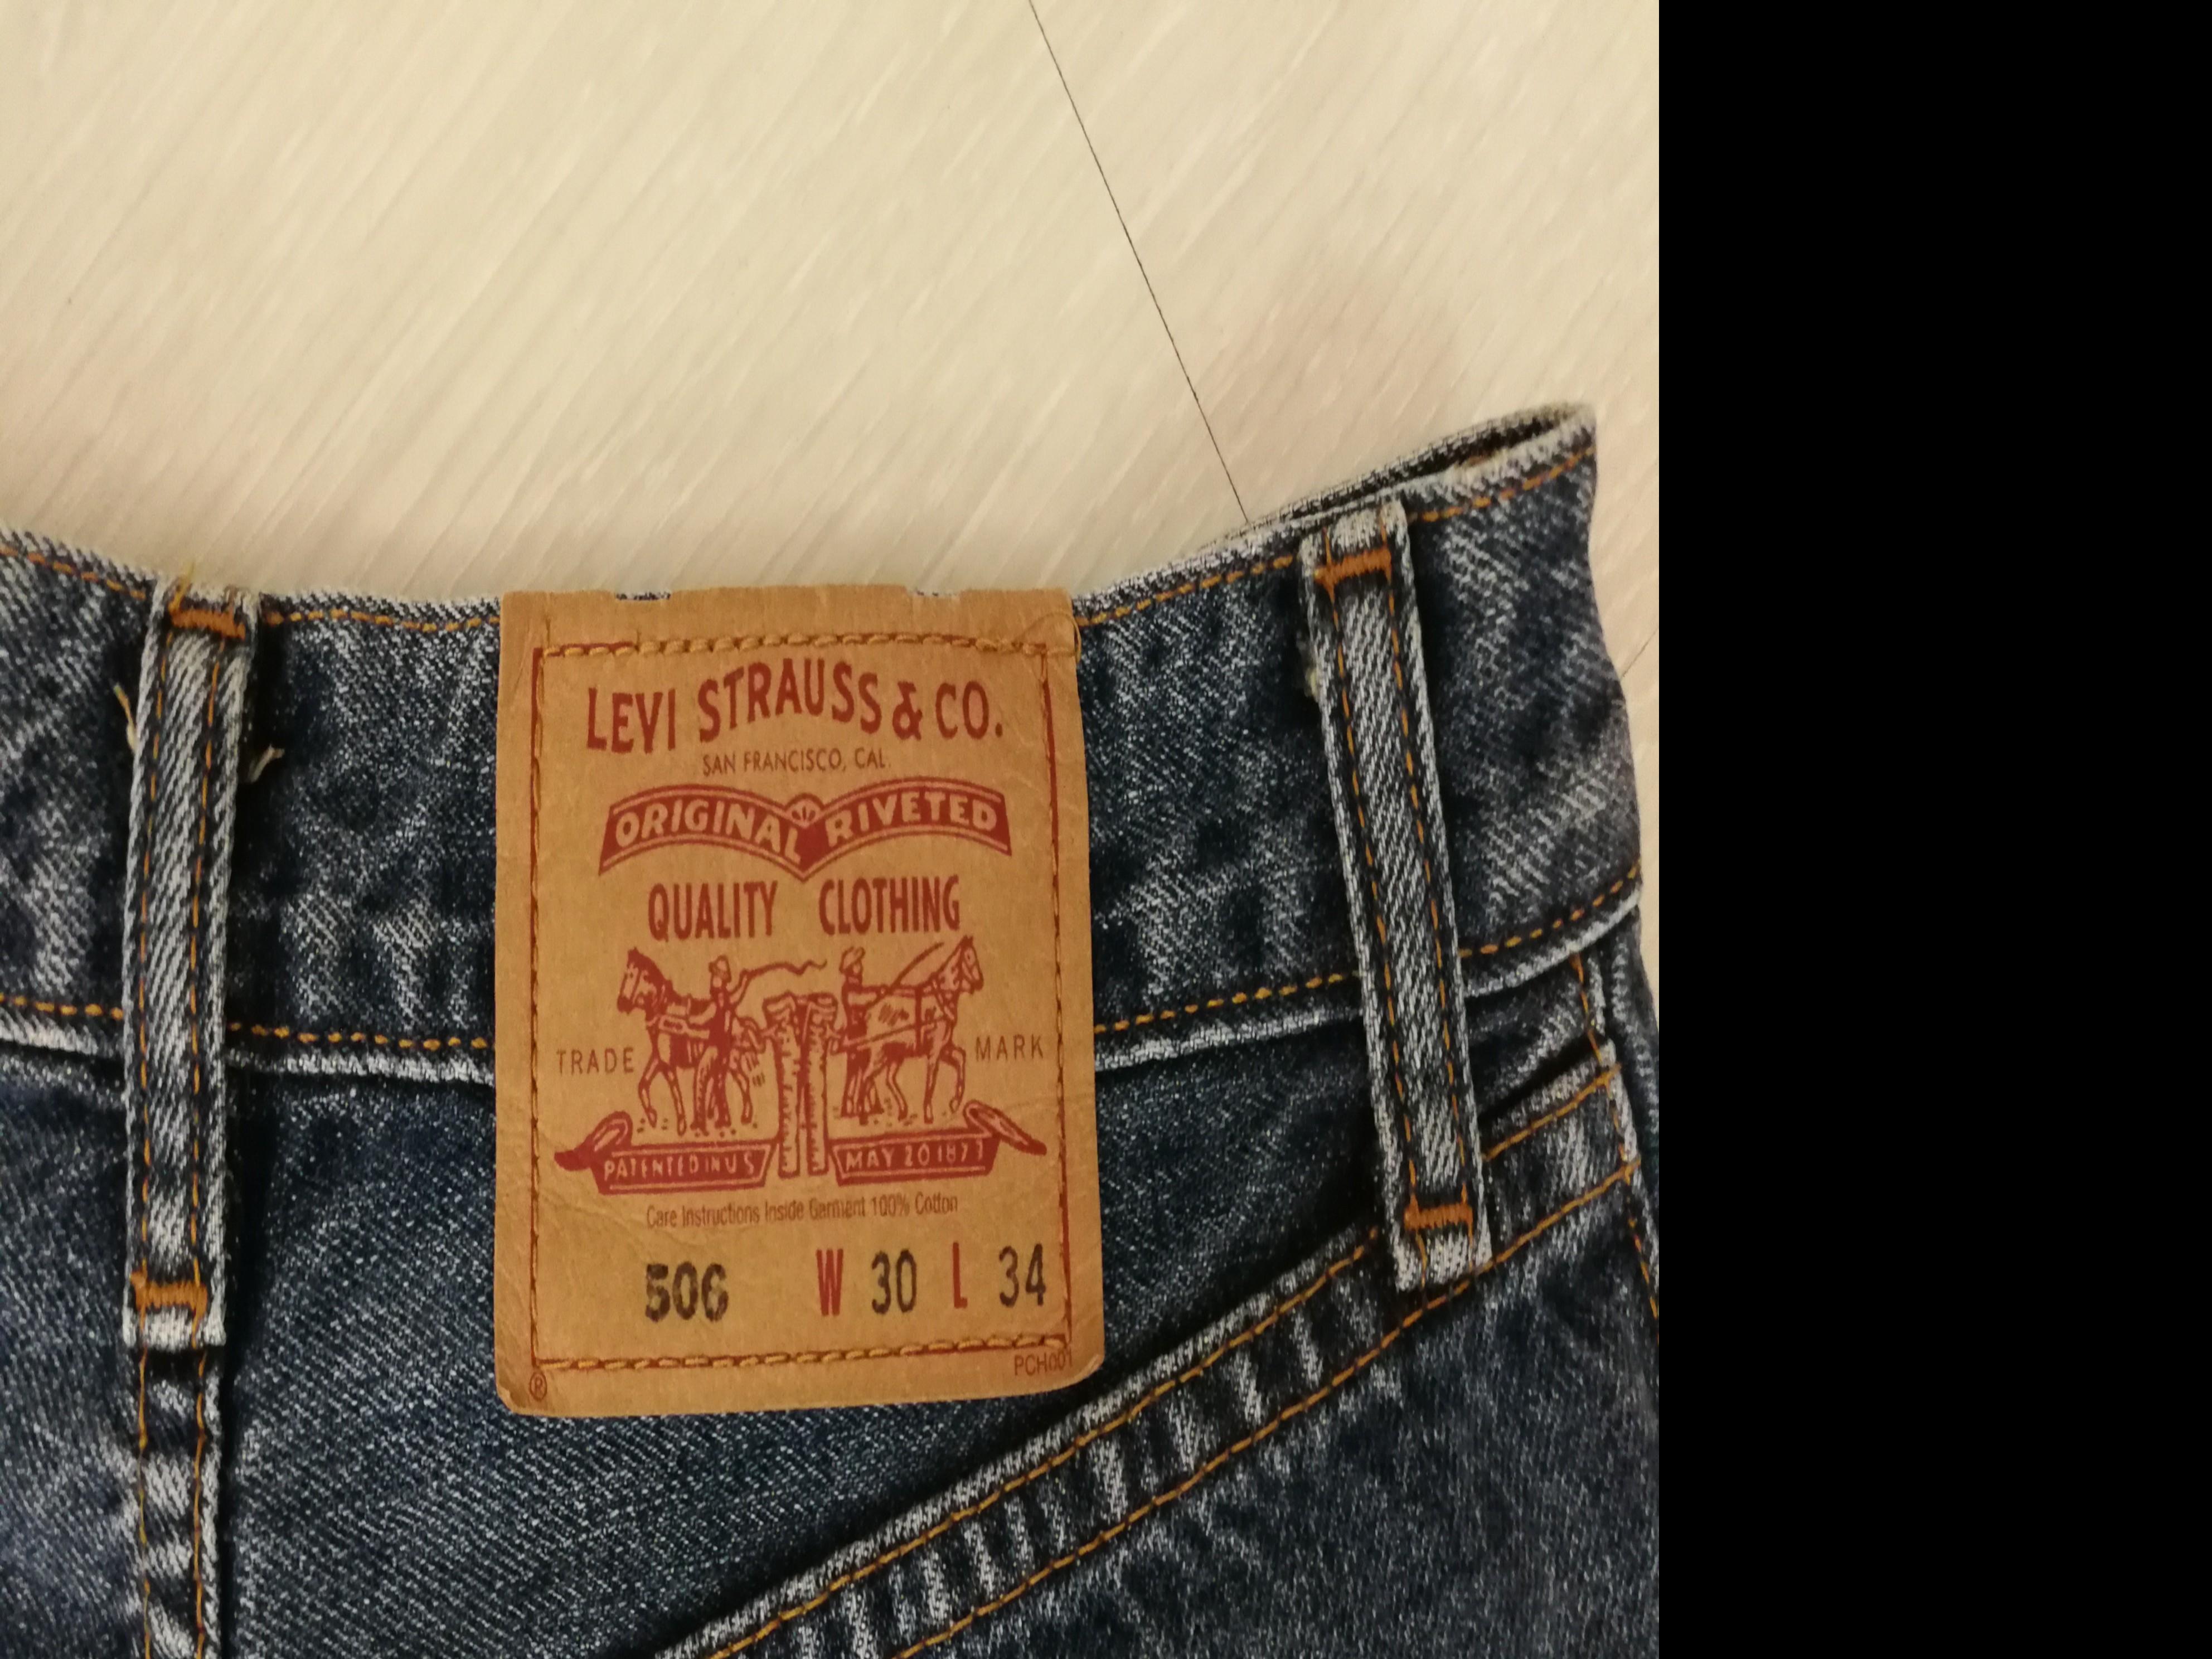 LEVI STRAUSS & CO.
SAN FRANCISCO, CAL.
ORIGINAL RIVETED
QUALITY CLOTHING
TRADE MARK
PATENTED IN U S MAY 20 1873
Care Instructions Inside Garment 100% Cotton
506 W 30 L 34
PCH001
®